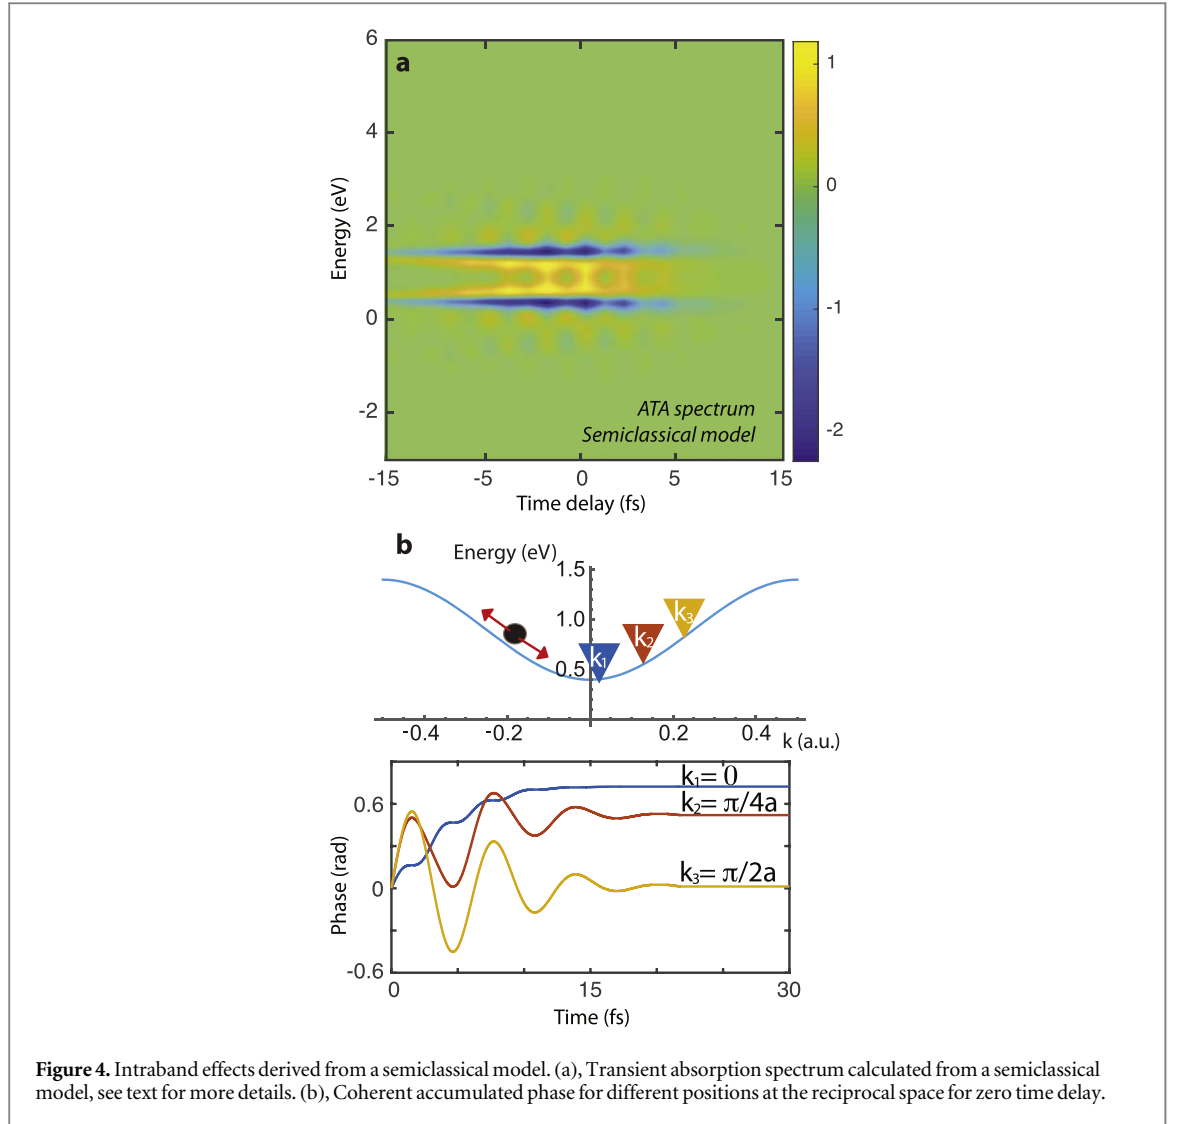 a
6
4
2
0
-2
Energy (eV)
-15
-5
0
5
15
Time delay (fs)
1
0
-1
-2
ATA spectrum
Semiclassical model
b
Energy (eV)
1.5
1.0
0.5
k₁
k₂
k₃
-0.4
-0.2
0.2
0.4
k (a.u.)
k₁= 0
k₂= π/4a
k₃= π/2a
0.6
0
-0.6
Phase (rad)
0
15
30
Time (fs)
Figure 4. Intraband effects derived from a semiclassical model. (a), Transient absorption spectrum calculated from a semiclassical
model, see text for more details. (b), Coherent accumulated phase for different positions at the reciprocal space for zero time delay.